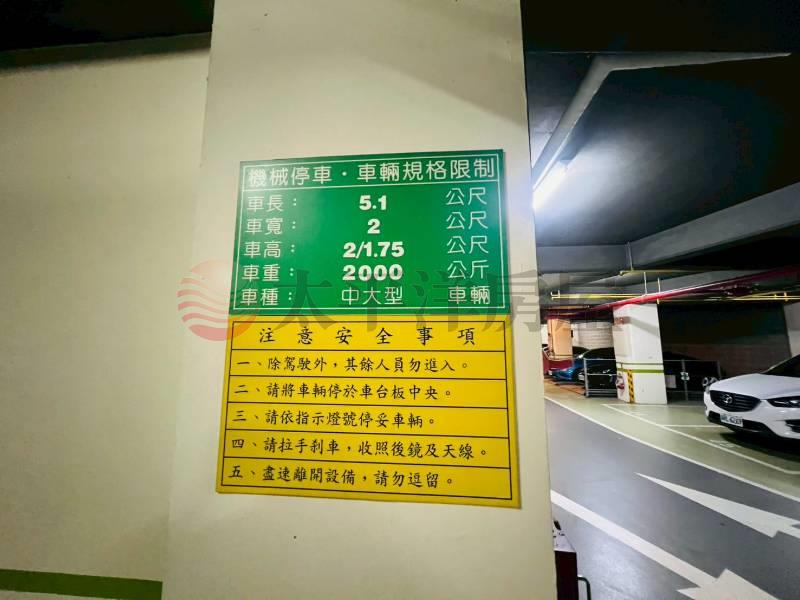 機械停車・車輛規格限制
車長： 5.1 公尺
車寬： 2 公尺
車高： 2/1.75 公尺
車重： 2000 公斤
車種： 中大型 車輛
太平洋房屋
注意安全事項
一、除駕駛外，其餘人員勿進入。
二、請將車輛停於車台板中央。
三、請依指示燈號停妥車輛。
四、請拉手剎車，收照後鏡及天線。
五、盡速離開設備，請勿逗留。